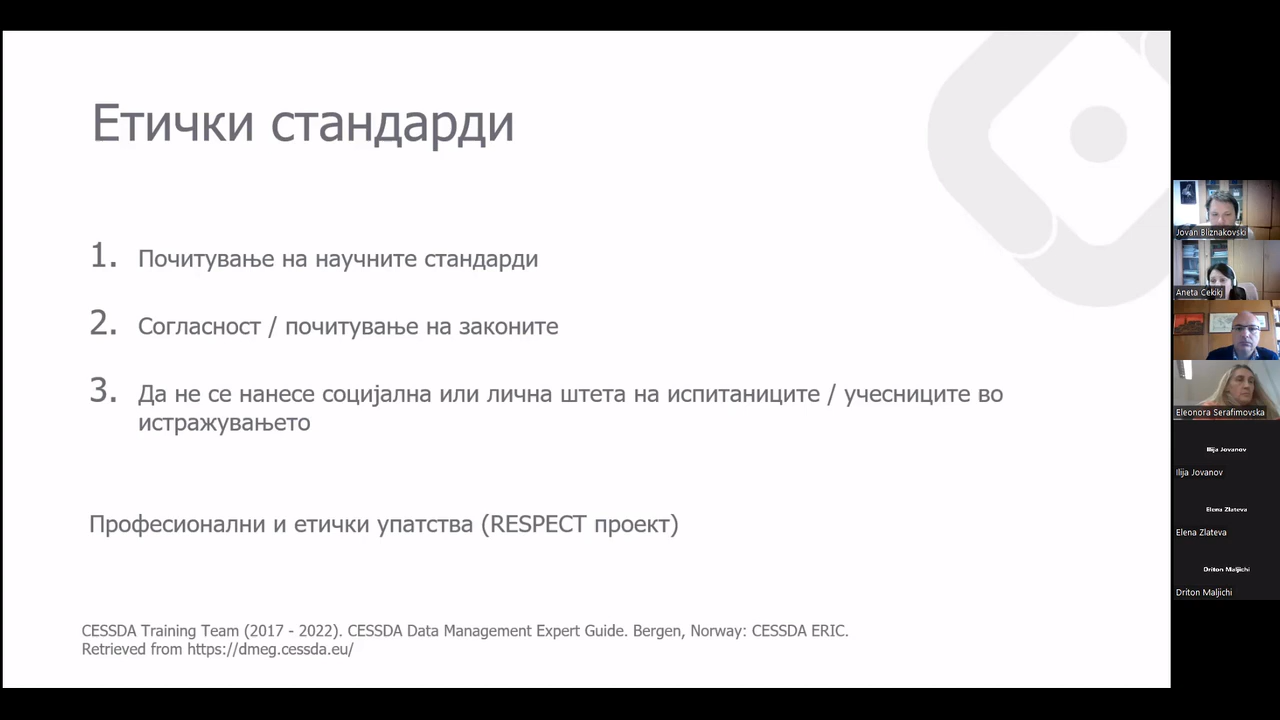 Етички стандарди
1. Почитување на научните стандарди
2. Согласност / почитување на законите
3. Да не се нанесе социјална или лична штета на испитаниците / учесниците во
истражувањето
Професионални и етички упатства (RESPECT проект)
CESSDA Training Team (2017 - 2022). CESSDA Data Management Expert Guide. Bergen, Norway: CESSDA ERIC.
Retrieved from https://dmeg.cessda.eu/
Jovan Bliznakovski
Aneta Cekikj
Eleonora Serafimovska
Ilija Jovanov
Ilija Jovanov
Elena Zlateva
Elena Zlateva
Driton Maljichi
Driton Maljichi